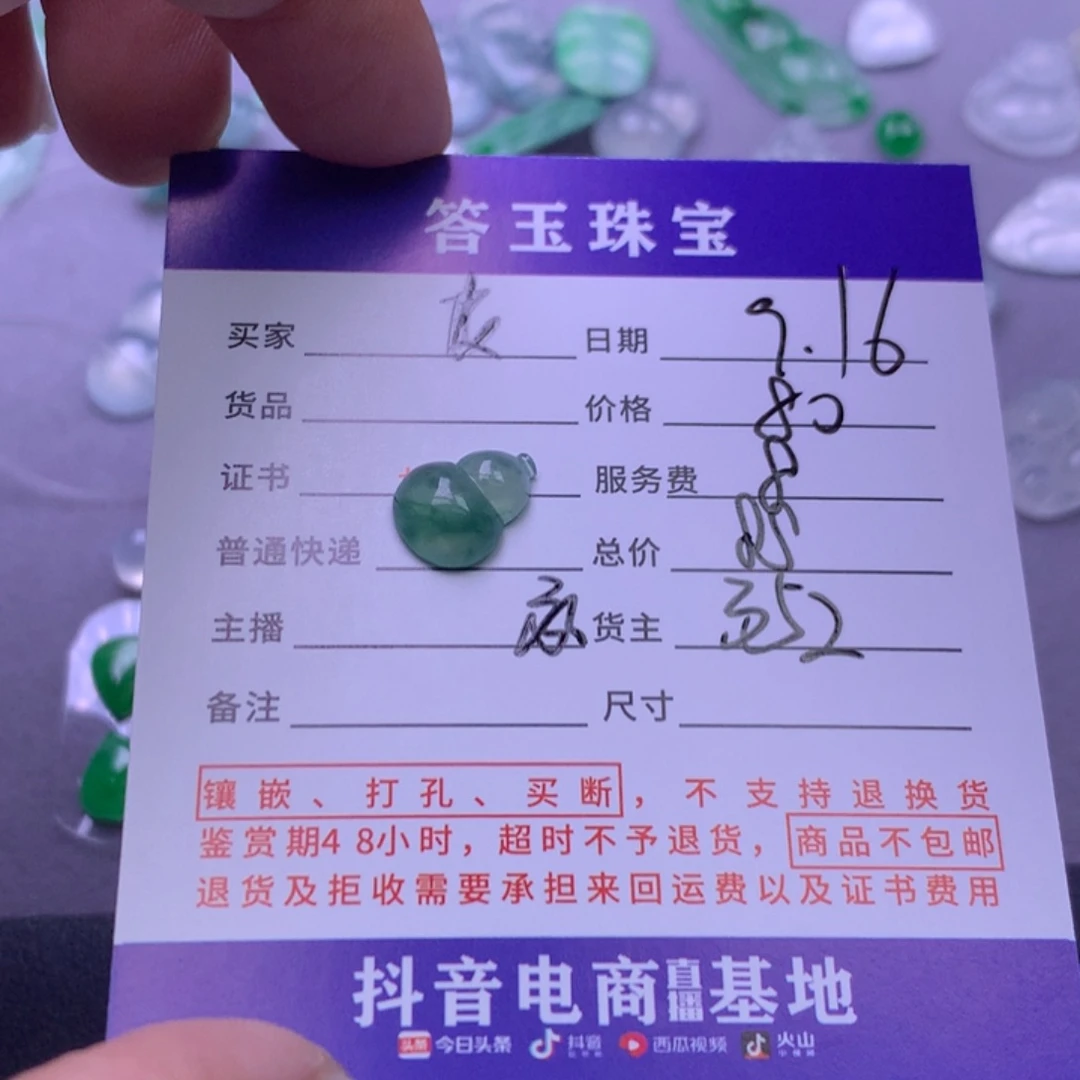 答玉珠宝
买家 日期 9.16
货品 价格 80
证书 服务费 8
普通快递 总价
主播 货主 352
备注 尺寸
镶嵌、打孔、买断，不支持退换货
鉴赏期48小时，超时不予退货，商品不包邮
退货及拒收需要承担来回运费以及证书费用
抖音电商直播基地
头条 今日头条 抖音 西瓜视频 火山